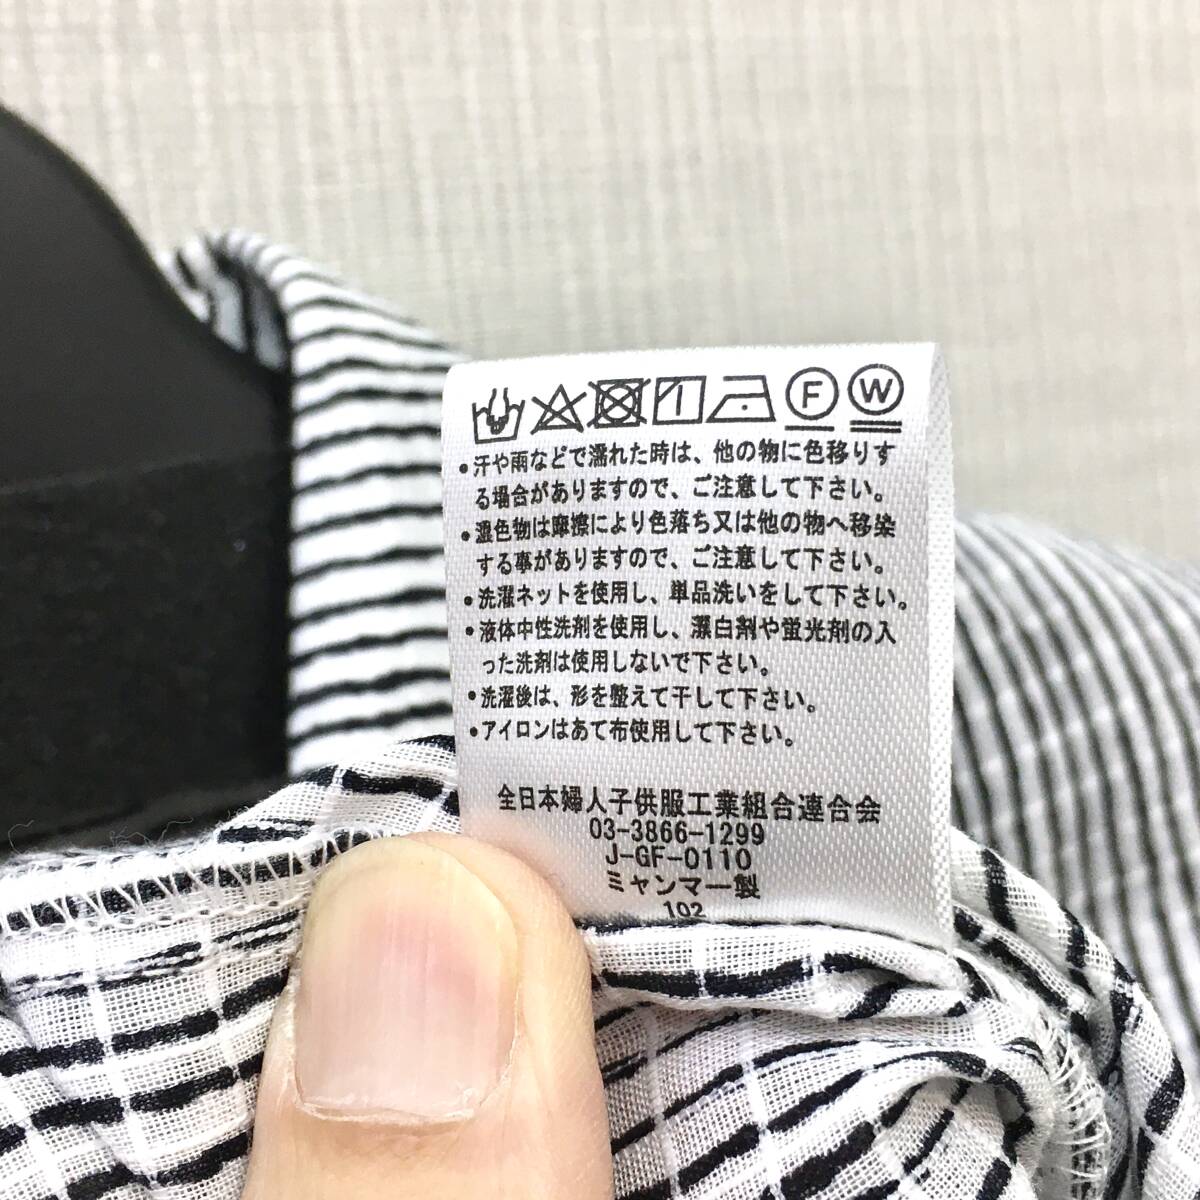 F W
•汗や雨などで濡れた時は、他の物に色移りす
る場合がありますので、ご注意して下さい。
•濃色物は摩擦により色落ち又は他の物へ移染
する事がありますので、ご注意して下さい。
•洗濯ネットを使用し、単品洗いをして下さい。
•液体中性洗剤を使用し、漂白剤や蛍光剤の入
った洗剤は使用しないで下さい。
•洗濯後は、形を整えて干して下さい。
•アイロンはあて布使用して下さい。
全日本婦人子供服工業組合連合会
03-3866-1299
J-GF-0110
ミャンマー製
102